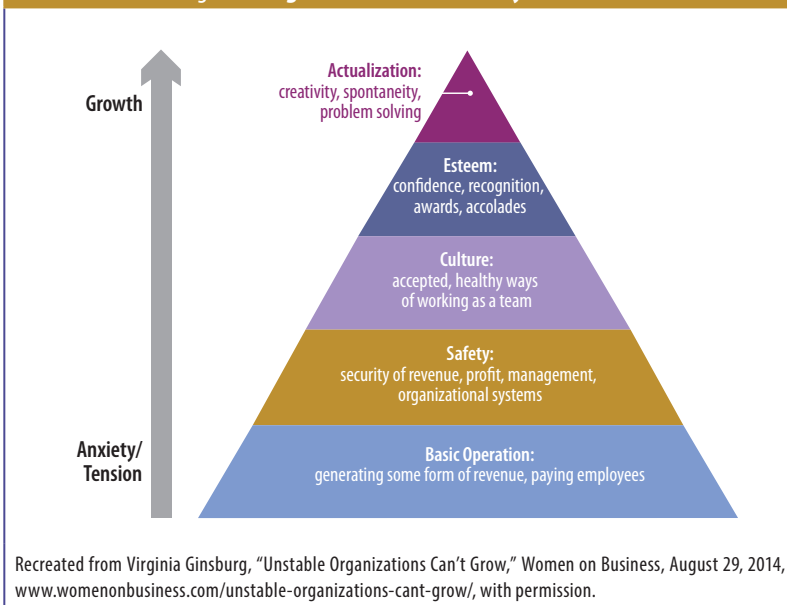 Growth
Actualization:
creativity, spontaneity,
problem solving
Esteem:
confidence, recognition,
awards, accolades
Culture:
accepted, healthy ways
of working as a team
Safety:
security of revenue, profit, management,
organizational systems
Anxiety/
Tension
Basic Operation:
generating some form of revenue, paying employees
Recreated from Virginia Ginsburg, “Unstable Organizations Can’t Grow,” Women on Business, August 29, 2014,
www.womenonbusiness.com/unstable-organizations-cant-grow/, with permission.